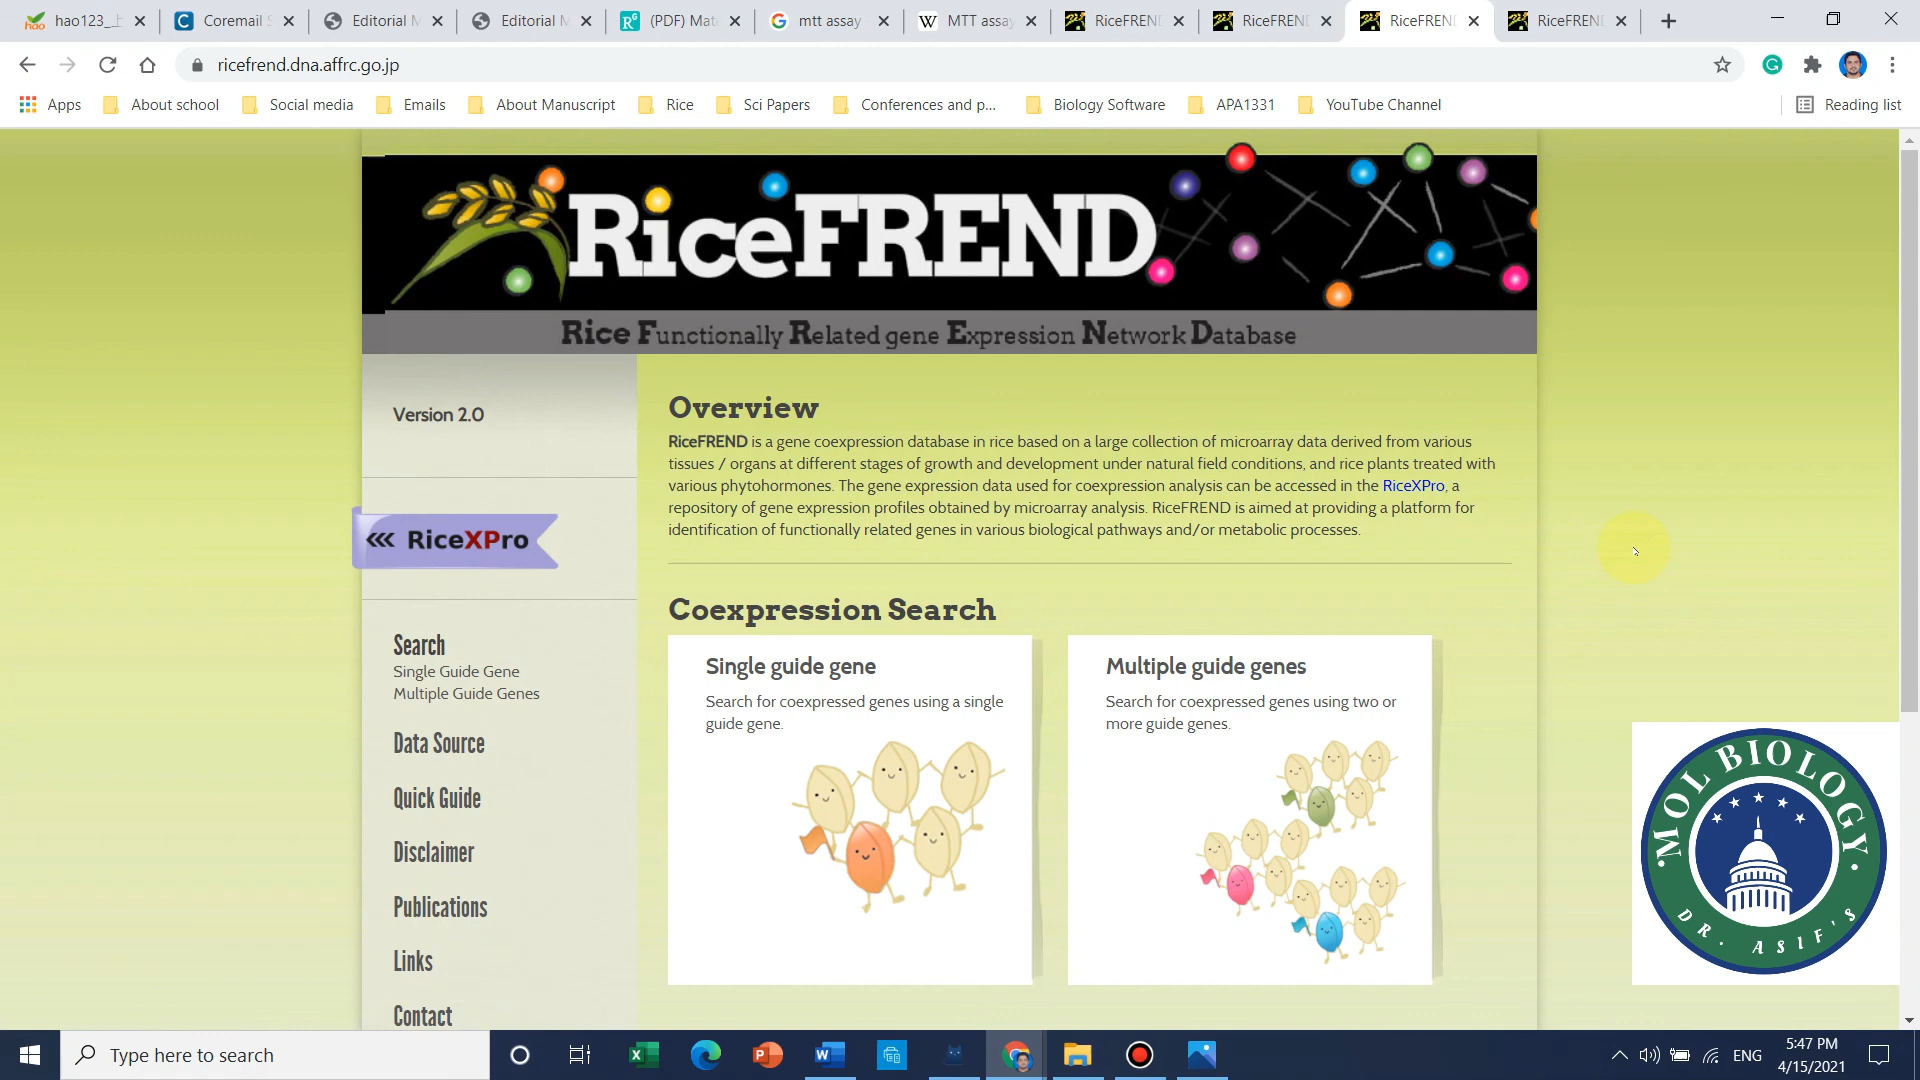 hao123_上
Coremail S
Editorial M
Editorial M
(PDF) Mat
mtt assay
MTT assay
RiceFREN
RiceFREN
RiceFREN
RiceFREN
ricefrend.dna.affrc.go.jp
Apps
About school
Social media
Emails
About Manuscript
Rice
Sci Papers
Conferences and p...
Biology Software
APA1331
YouTube Channel
Reading list
RiceFREND
Rice Functionally Related gene Expression Network Database
Version 2.0
RiceXPro
Search
Single Guide Gene
Multiple Guide Genes
Data Source
Quick Guide
Disclaimer
Publications
Links
Contact
Overview
RiceFREND is a gene coexpression database in rice based on a large collection of microarray data derived from various
tissues / organs at different stages of growth and development under natural field conditions, and rice plants treated with
various phytohormones. The gene expression data used for coexpression analysis can be accessed in the RiceXPro, a
repository of gene expression profiles obtained by microarray analysis. RiceFREND is aimed at providing a platform for
identification of functionally related genes in various biological pathways and/or metabolic processes.
Coexpression Search
Single guide gene
Search for coexpressed genes using a single
guide gene.
Multiple guide genes
Search for coexpressed genes using two or
more guide genes.
MOL BIOLOGY
DR. ASIF'S
Type here to search
ENG
5:47 PM
4/15/2021